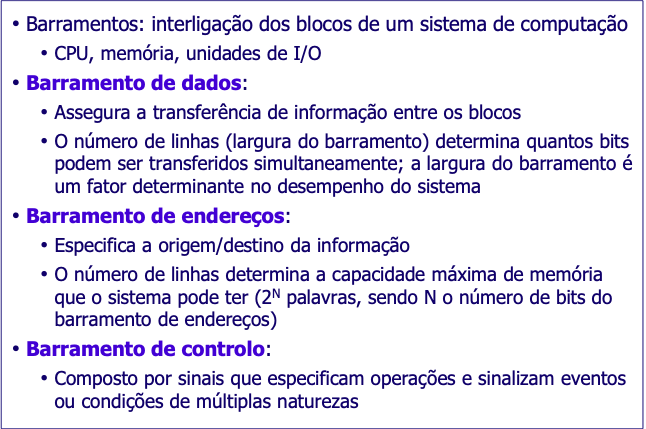 • Barramentos: interligação dos blocos de um sistema de computação
• CPU, memória, unidades de I/O
• Barramento de dados:
• Assegura a transferência de informação entre os blocos
• O número de linhas (largura do barramento) determina quantos bits
podem ser transferidos simultaneamente; a largura do barramento é
um fator determinante no desempenho do sistema
• Barramento de endereços:
• Especifica a origem/destino da informação
• O número de linhas determina a capacidade máxima de memória
que o sistema pode ter (2ᴺ palavras, sendo N o número de bits do
barramento de endereços)
• Barramento de controlo:
• Composto por sinais que especificam operações e sinalizam eventos
ou condições de múltiplas naturezas